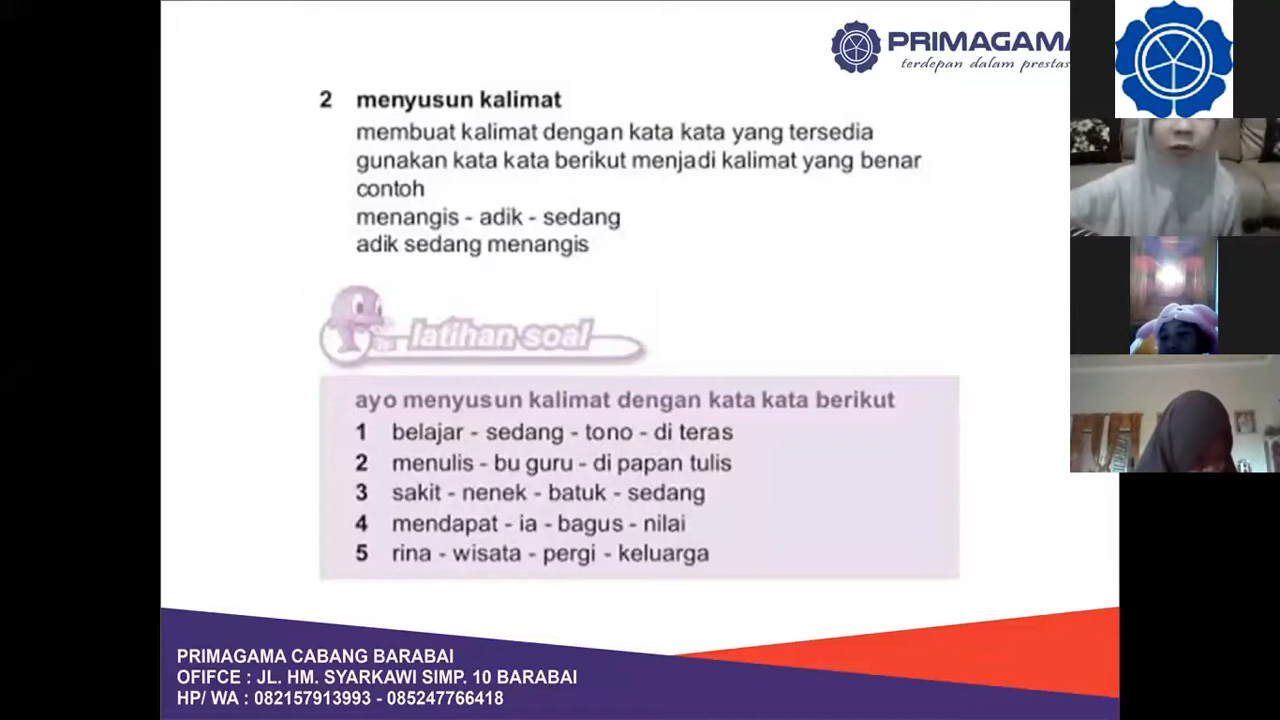 PRIMAGAMA
terdepan dalam prestas
2 menyusun kalimat
membuat kalimat dengan kata kata yang tersedia
gunakan kata kata berikut menjadi kalimat yang benar
contoh
menangis - adik - sedang
adik sedang menangis
latihan soal
ayo menyusun kalimat dengan kata kata berikut
1 belajar - sedang - tono - di teras
2 menulis - bu guru - di papan tulis
3 sakit - nenek - batuk - sedang
4 mendapat - ia - bagus - nilai
5 rina - wisata - pergi - keluarga
PRIMAGAMA CABANG BARABAI
OFIFCE : JL. HM. SYARKAWI SIMP. 10 BARABAI
HP/ WA : 082157913993 - 085247766418